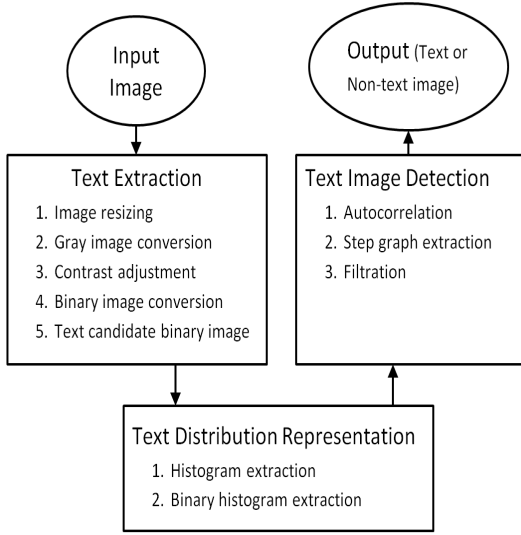 Input
Image
Text Extraction
1. Image resizing
2. Gray image conversion
3. Contrast adjustment
4. Binary image conversion
5. Text candidate binary image
Text Distribution Representation
1. Histogram extraction
2. Binary histogram extraction
Text Image Detection
1. Autocorrelation
2. Step graph extraction
3. Filtration
Output (Text or
Non-text image)